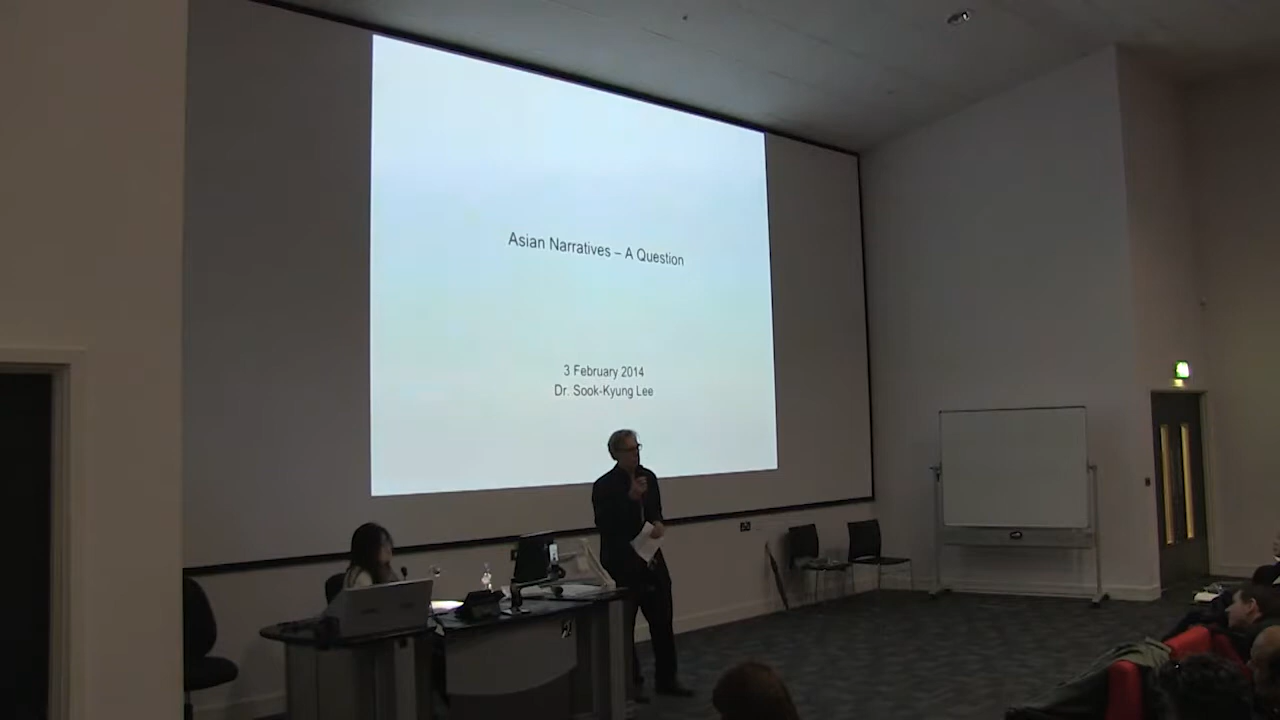 Asian Narratives – A Question
3 February 2014
Dr. Sook-Kyung Lee